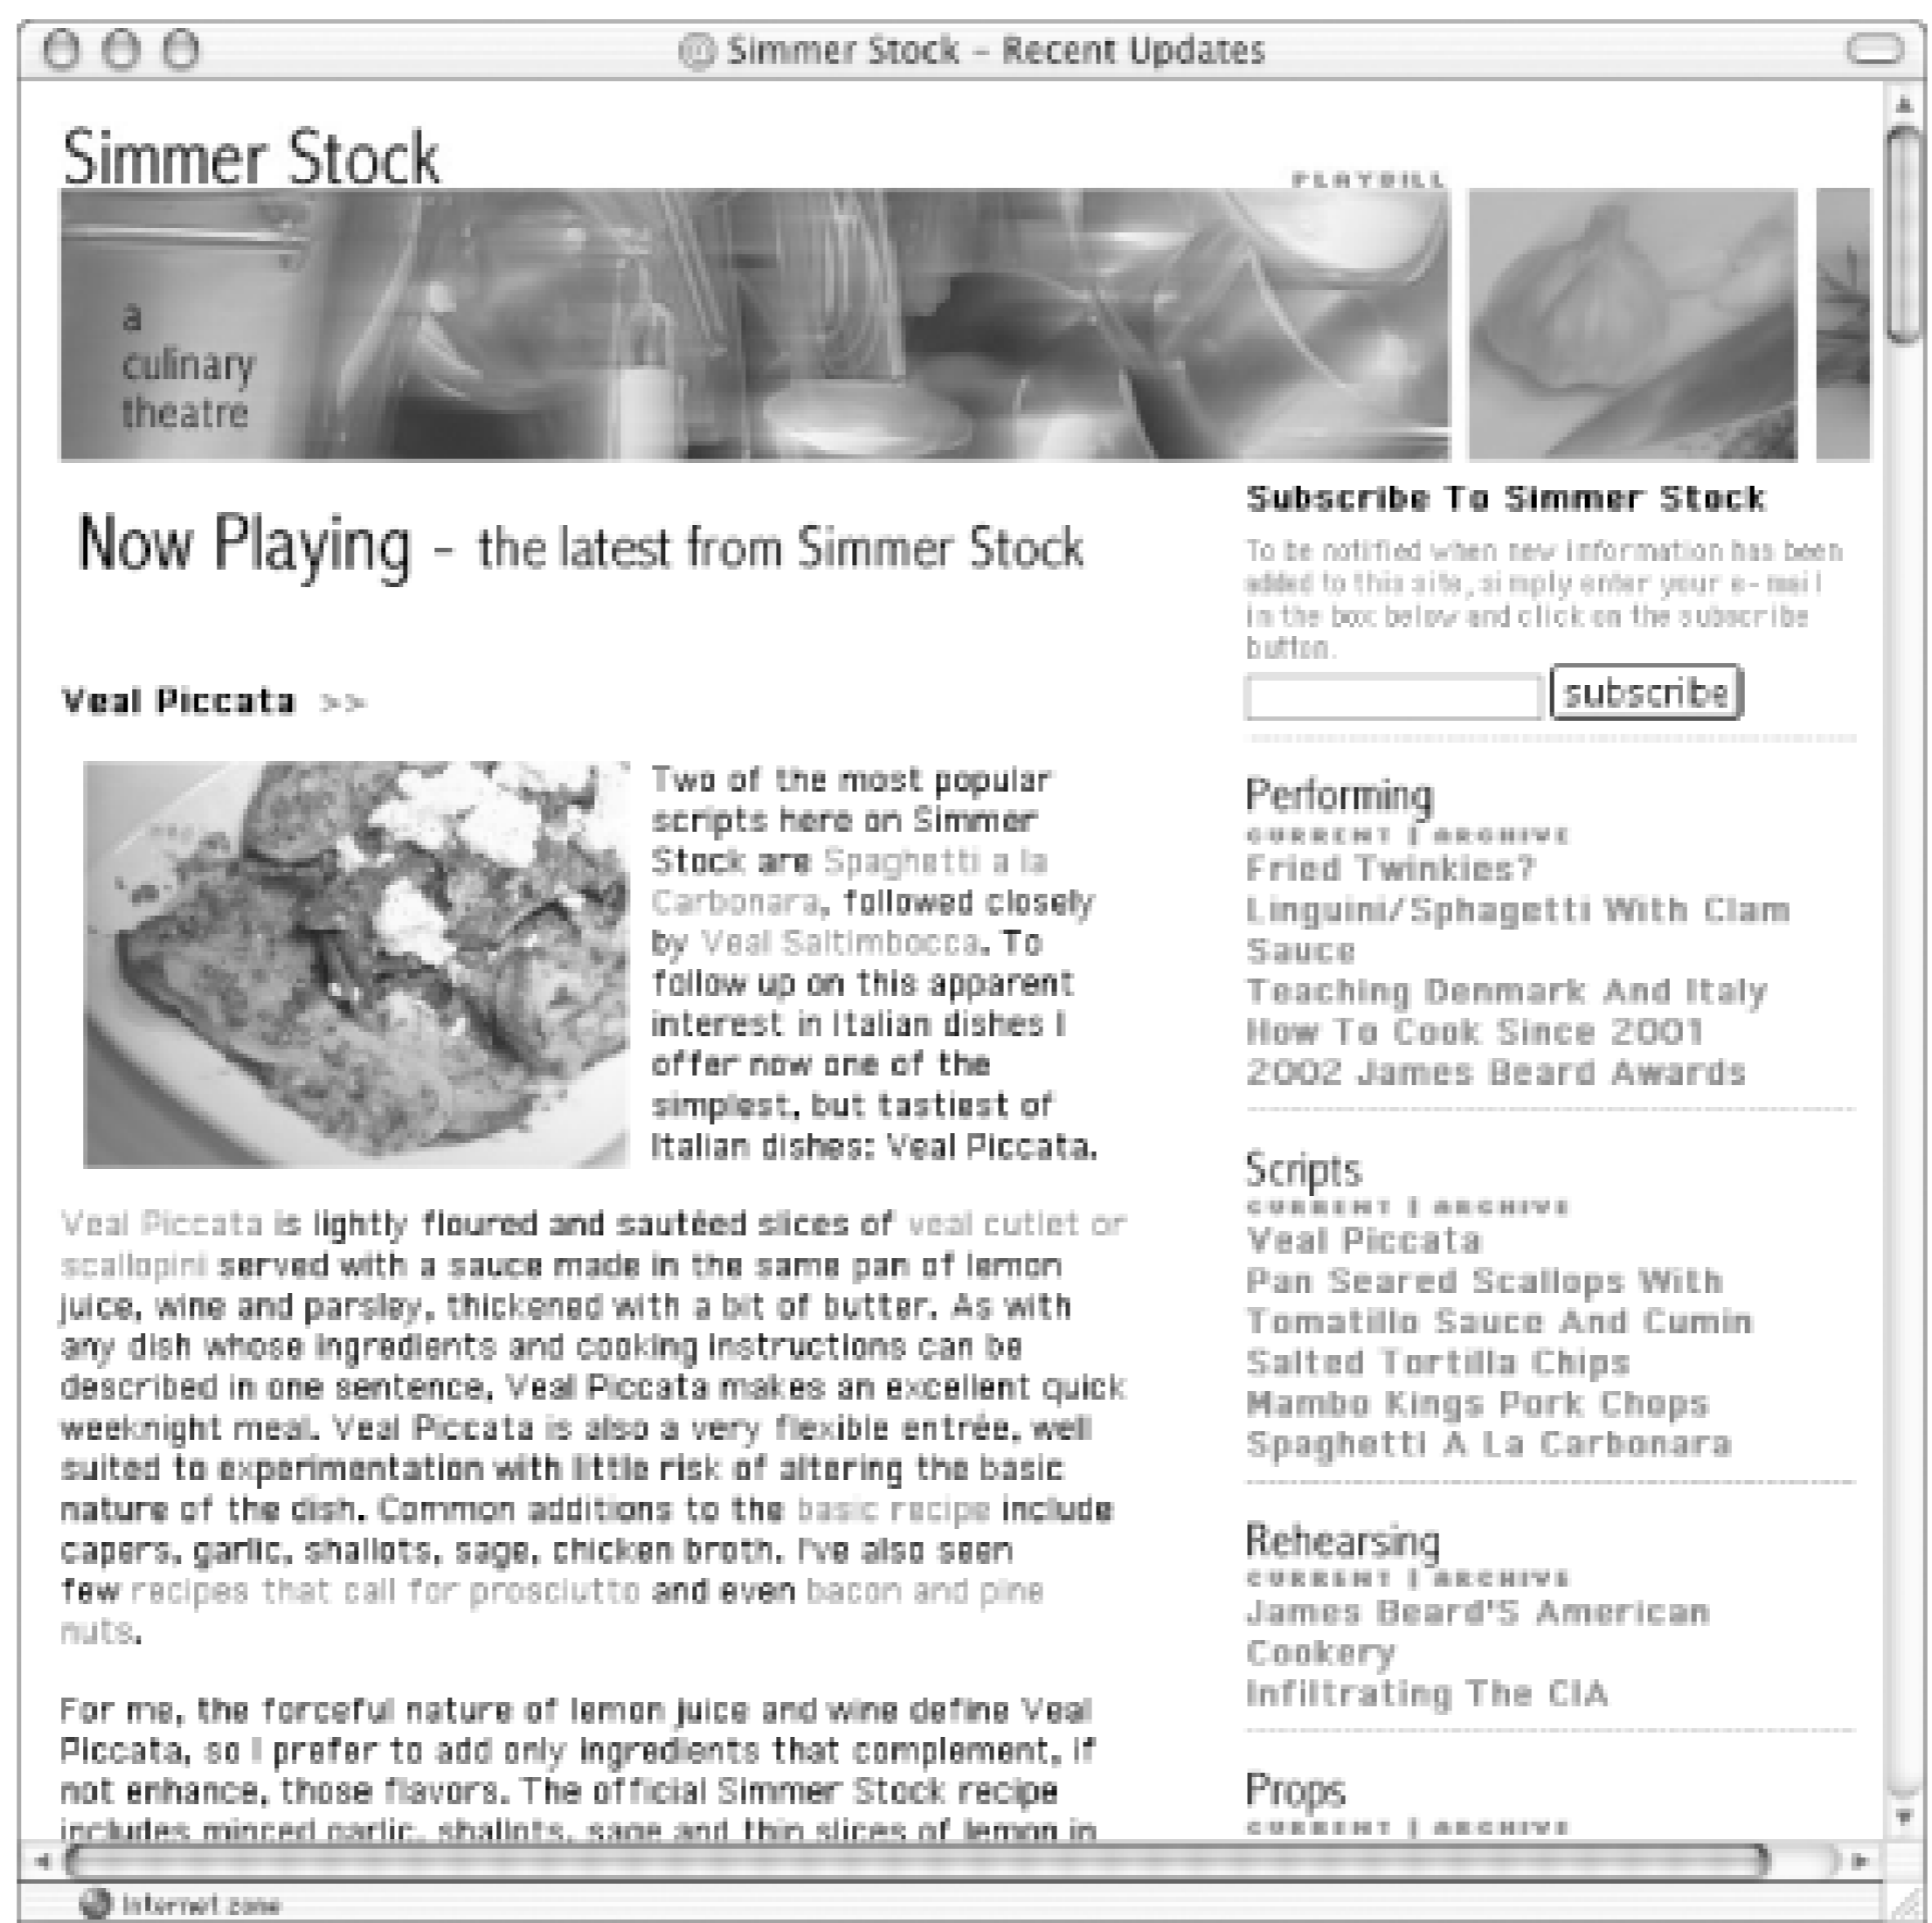 Simmer Stock - Recent Updates
Simmer Stock
PLAYBILL
a
culinary
theatre
Now Playing - the latest from Simmer Stock
Veal Piccata >>
Two of the most popular
scripts here on Simmer
Stock are Spaghetti a la
Carbonara, followed closely
by Veal Saltimbocca. To
follow up on this apparent
interest in Italian dishes I
offer now one of the
simplest, but tastiest of
Italian dishes: Veal Piccata.
Veal Piccata is lightly floured and sautéed slices of veal cutlet or
scallopini served with a sauce made in the same pan of lemon
juice, wine and parsley, thickened with a bit of butter. As with
any dish whose ingredients and cooking instructions can be
described in one sentence, Veal Piccata makes an excellent quick
weeknight meal. Veal Piccata is also a very flexible entrée, well
suited to experimentation with little risk of altering the basic
nature of the dish. Common additions to the basic recipe include
capers, garlic, shallots, sage, chicken broth. I've also seen
few recipes that call for prosciutto and even bacon and pine
nuts.
For me, the forceful nature of lemon juice and wine define Veal
Piccata, so I prefer to add only ingredients that complement, if
not enhance, those flavors. The official Simmer Stock recipe
includes minced garlic, shallots, sage and thin slices of lemon in
Subscribe To Simmer Stock
To be notified when new information has been
added to this site, simply enter your e-mail
in the box below and click on the subscribe
button.
subscribe
Performing
CURRENT | ARCHIVE
Fried Twinkies?
Linguini/Sphagetti With Clam
Sauce
Teaching Denmark And Italy
How To Cook Since 2001
2002 James Beard Awards
Scripts
CURRENT | ARCHIVE
Veal Piccata
Pan Seared Scallops With
Tomatillo Sauce And Cumin
Salted Tortilla Chips
Mambo Kings Pork Chops
Spaghetti A La Carbonara
Rehearsing
CURRENT | ARCHIVE
James Beard'S American
Cookery
Infiltrating The CIA
Props
CURRENT | ARCHIVE
Internet zone